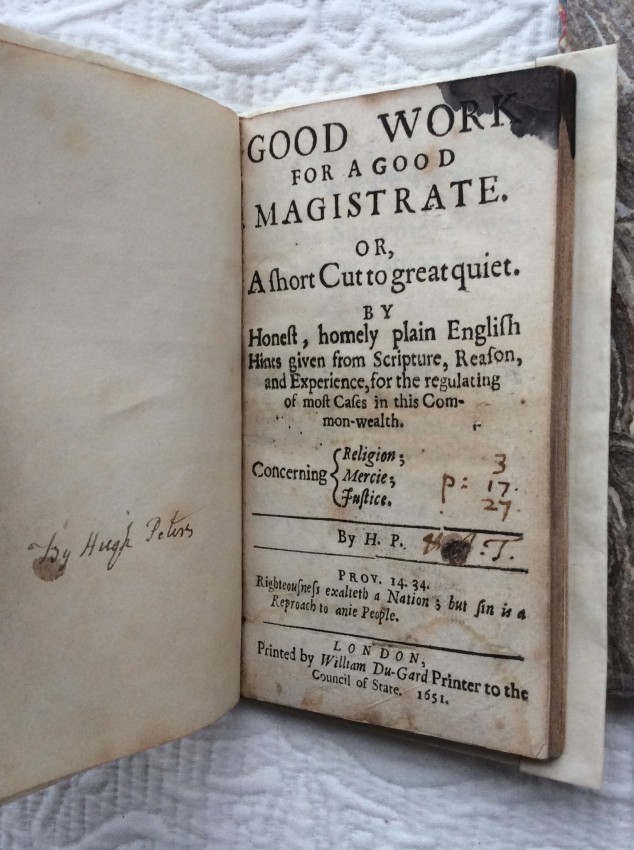 by Hugh Peters
GOOD WORK
FOR A GOOD
MAGISTRATE.
OR,
A ſhort Cut to great quiet.
BY
Honeſt, homely plain Engliſh
Hints given from Scripture, Reaſon,
and Experience, for the regulating
of moſt Caſes in this Com-
mon-wealth.
Concerning
Religion; 3
Mercie; p: 17.
Juſtice. 27
By H. P.
PROV. 14. 34.
Righteouſneſs exalteth a Nation; but ſin is a
Reproach to anie People.
LONDON,
Printed by William Du-Gard Printer to the
Council of State. 1651.